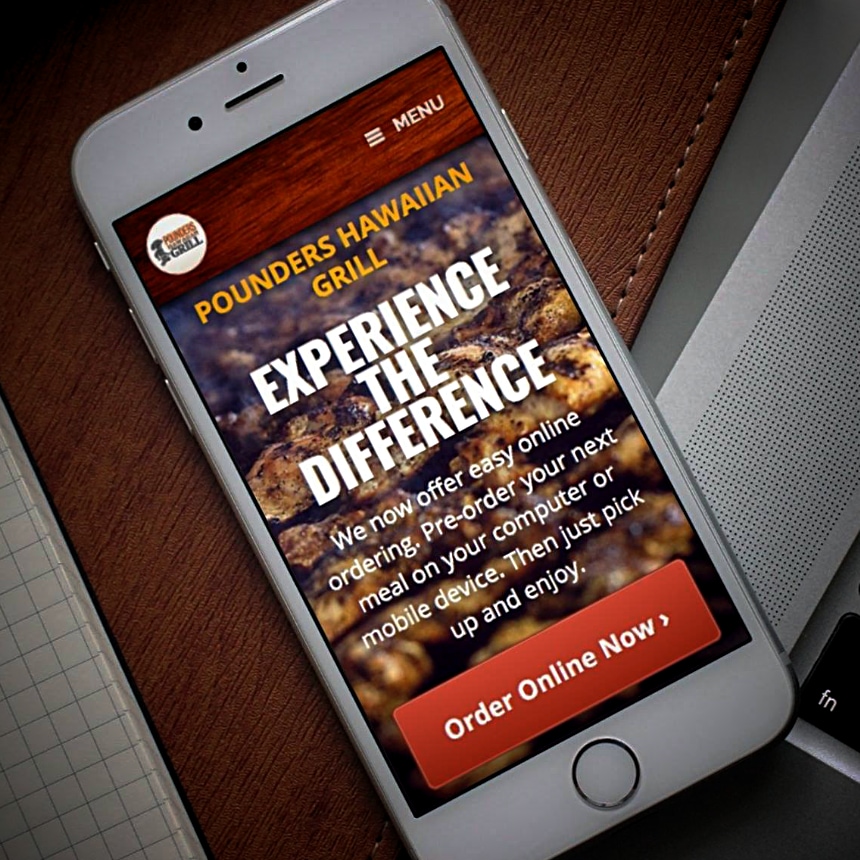 ≡ MENU
POUNDERS
GRILL
POUNDERS HAWAIIAN
GRILL
EXPERIENCE
THE
DIFFERENCE
We now offer easy online
ordering. Pre-order your next
meal on your computer or
mobile device. Then just pick
up and enjoy.
Order Online Now ›
fn